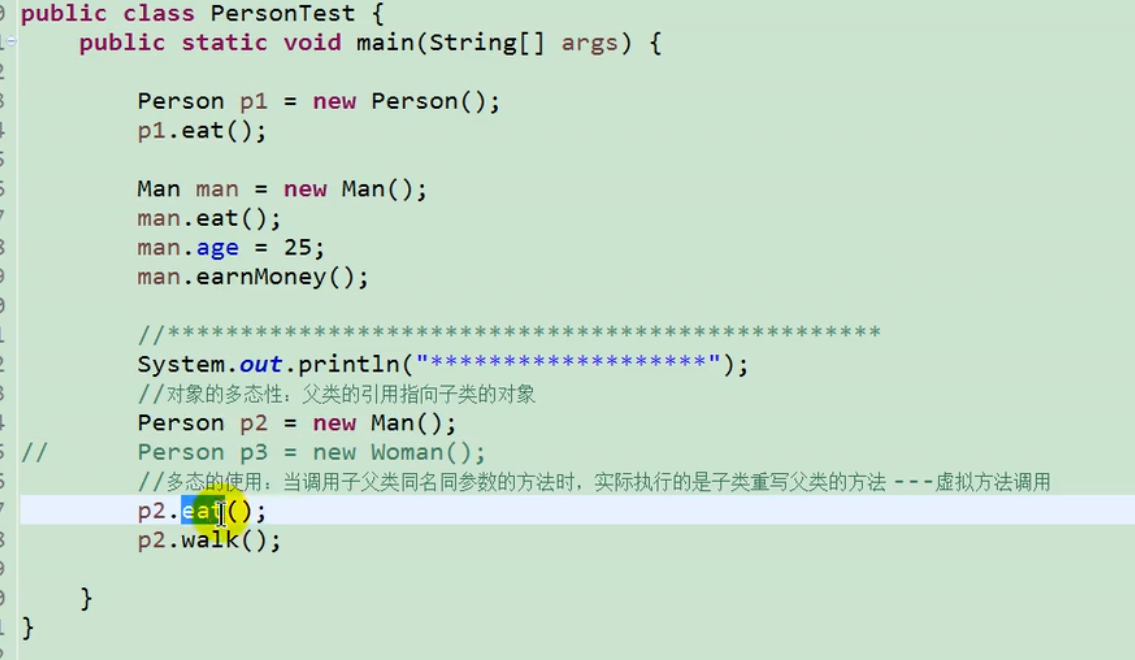 public class PersonTest {
public static void main(String[] args) {
Person p1 = new Person();
p1.eat();
Man man = new Man();
man.eat();
man.age = 25;
man.earnMoney();
//*************************************************
System.out.println("*******************");
//对象的多态性：父类的引用指向子类的对象
Person p2 = new Man();
// Person p3 = new Woman();
//多态的使用：当调用子父类同名同参数的方法时，实际执行的是子类重写父类的方法 ---虚拟方法调用
p2.eat();
p2.walk();
}
}